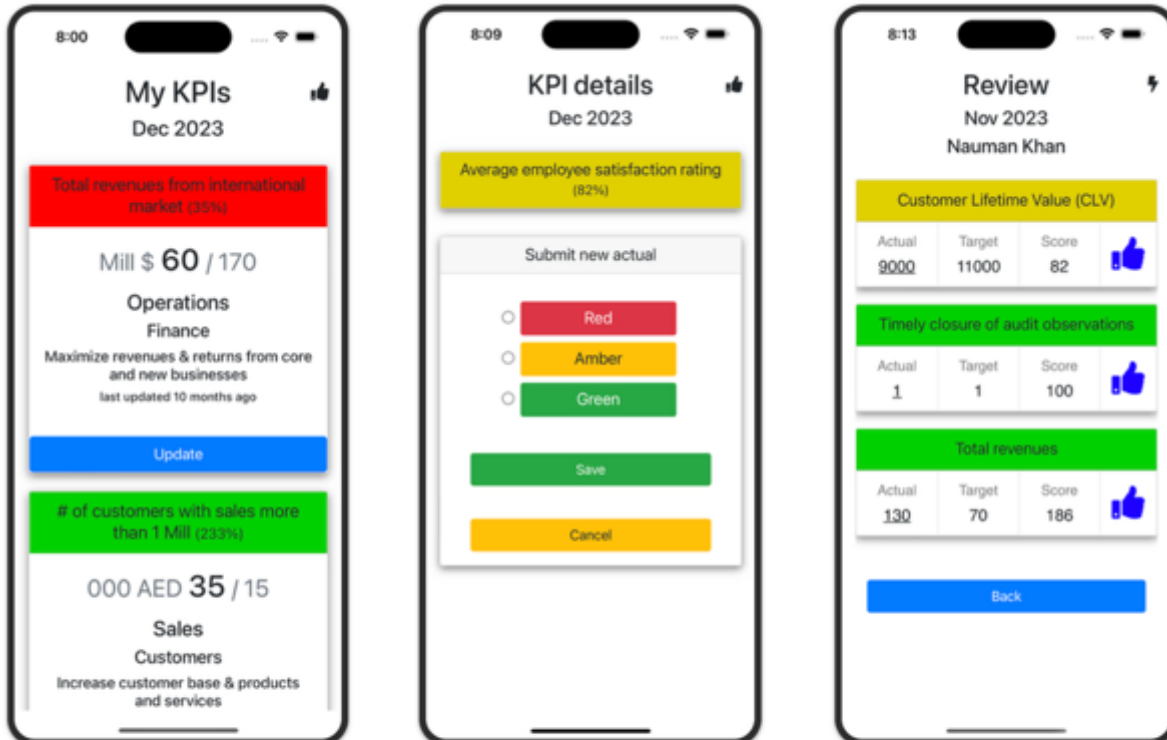 8:00
My KPIs
Dec 2023
Total revenues from international
market (35%)
Mill $ 60 / 170
Operations
Finance
Maximize revenues & returns from core
and new businesses
last updated 10 months ago
Update
# of customers with sales more
than 1 Mill (233%)
000 AED 35 / 15
Sales
Customers
Increase customer base & products
and services
8:09
KPI details
Dec 2023
Average employee satisfaction rating
(82%)
Submit new actual
Red
Amber
Green
Save
Cancel
8:13
Review
Nov 2023
Nauman Khan
Customer Lifetime Value (CLV)
Actual Target Score
9000 11000 82
Timely closure of audit observations
Actual Target Score
1 1 100
Total revenues
Actual Target Score
130 70 186
Back